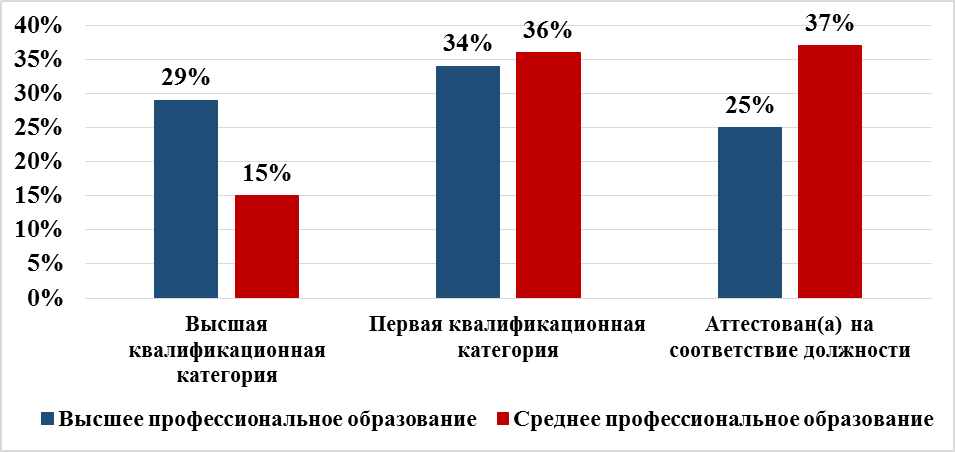 40%
35%
30%
25%
20%
15%
10%
5%
0%
29%
15%
34%
36%
25%
37%
Высшая
квалификационная
категория
Первая квалификационная
категория
Аттестован(а) на
соответствие должности
Высшее профессиональное образование
Среднее профессиональное образование